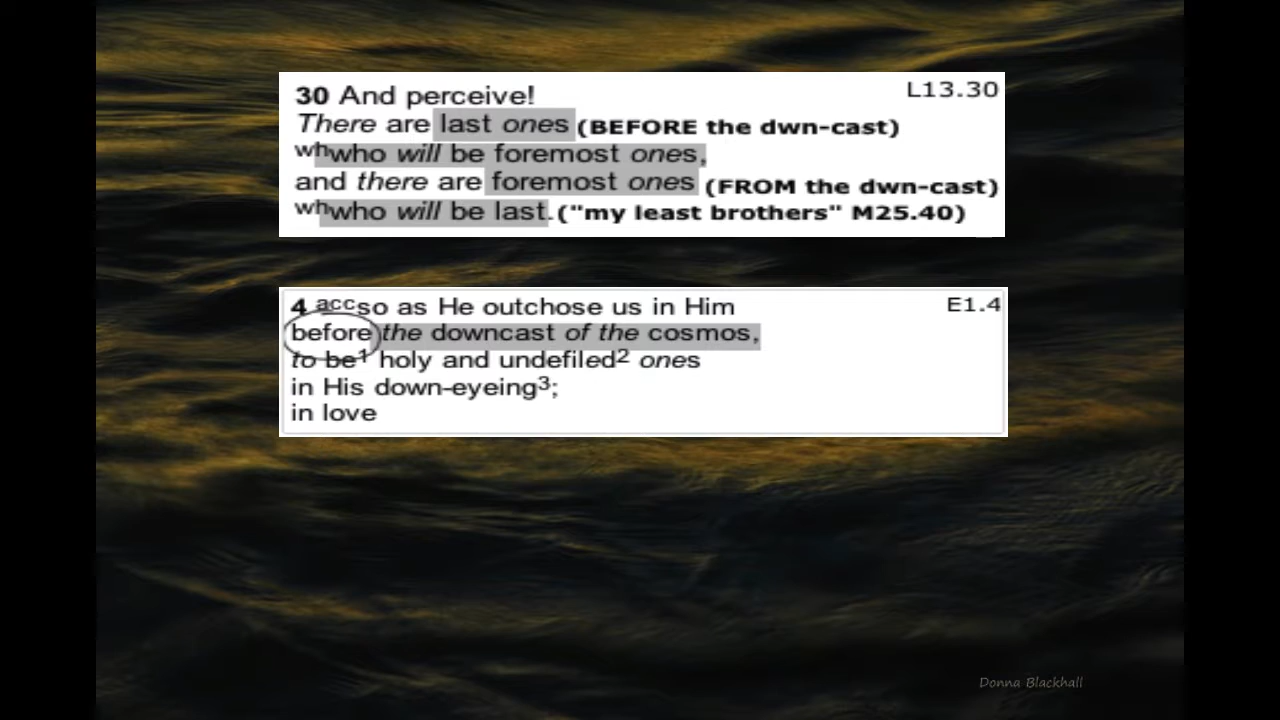 30 And perceive! L13.30
There are last ones (BEFORE the dwn-cast)
whwho will be foremost ones,
and there are foremost ones (FROM the dwn-cast)
whwho will be last. ("my least brothers" M25.40)
4 accso as He outchose us in Him E1.4
before the downcast of the cosmos,
to be1 holy and undefiled2 ones
in His down-eyeing3;
in love
Donna Blackhall